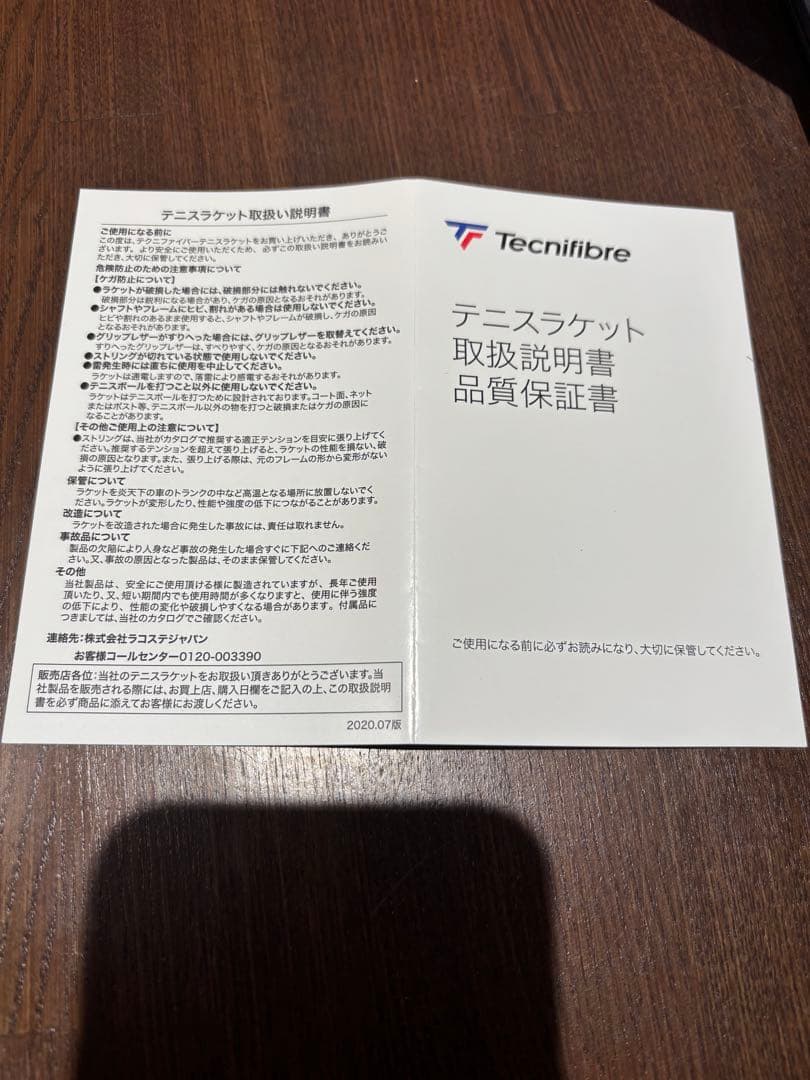 テニスラケット取扱い説明書
ご使用になる前に
この度は、テクニファイバーテニスラケットをお買い上げいただき、ありがとうご
ざいます。より安全にご使用いただくため、必ずこの取扱い説明書をお読みい
ただき、大切に保管してください。
危険防止のための注意事項について
【ケガ防止について】
●ラケットが破損した場合には、破損部分には触れないでください。
破損部分は鋭利になる場合があり、ケガの原因となるおそれがあります。
●シャフトやフレームにヒビ、割れがある場合は使用しないでください。
ヒビや割れのあるまま使用すると、シャフトやフレームが破損し、ケガの原因
となるおそれがあります。
●グリップレザーがすりへった場合には、グリップレザーを取替えてください。
すりへったグリップレザーは、すべりやすく、ケガの原因となるおそれがあります。
●ストリングが切れている状態で使用しないでください。
●雷発生時には直ちに使用を中止してください。
ラケットは通電しますので、落雷により感電するおそれがあります。
●テニスボールを打つこと以外に使用しないでください。
ラケットはテニスボールを打つために設計されております。コート面、ネット
またはポスト等、テニスボール以外の物を打つと破損またはケガの原因に
なることがあります。
【その他ご使用上の注意について】
●ストリングは、当社がカタログで推奨する適正テンションを目安に張り上げてく
ださい。推奨するテンションを超えて張り上げると、ラケットの性能を損ない、破
損の原因となります。また、張り上げる際は、元のフレームの形から変形がない
ように張り上げてください。
保管について
ラケットを炎天下の車のトランクの中など高温となる場所に放置しないでく
ださい。ラケットが変形したり、性能や強度の低下につながることがあります。
改造について
ラケットを改造された場合に発生した事故には、責任は取れません。
事故品について
製品の欠陥により人身など事故の発生した場合すぐに下記へのご連絡くだ
さい。又、事故の原因となった製品は、そのまま保管してください。
その他
当社製品は、安全にご使用頂ける様に製造されていますが、長年ご使用
頂いたり、又、短い期間内でも使用時間が多くなりますと、使用に伴う強度
の低下により、性能の変化や破損しやすくなる場合があります。付属品に
つきましては、当社のカタログでご確認ください。
連絡先:株式会社ラコステジャパン
お客様コールセンター0120-003390
販売店各位:当社のテニスラケットをお取扱い頂きありがとうございます。当
社製品を販売される際には、お買上店、購入日欄をご記入の上、この取扱説明
書を必ず商品に添えてお客様にお渡しください。
2020.07版
Tecnifibre
テニスラケット
取扱説明書
品質保証書
ご使用になる前に必ずお読みになり、大切に保管してください。